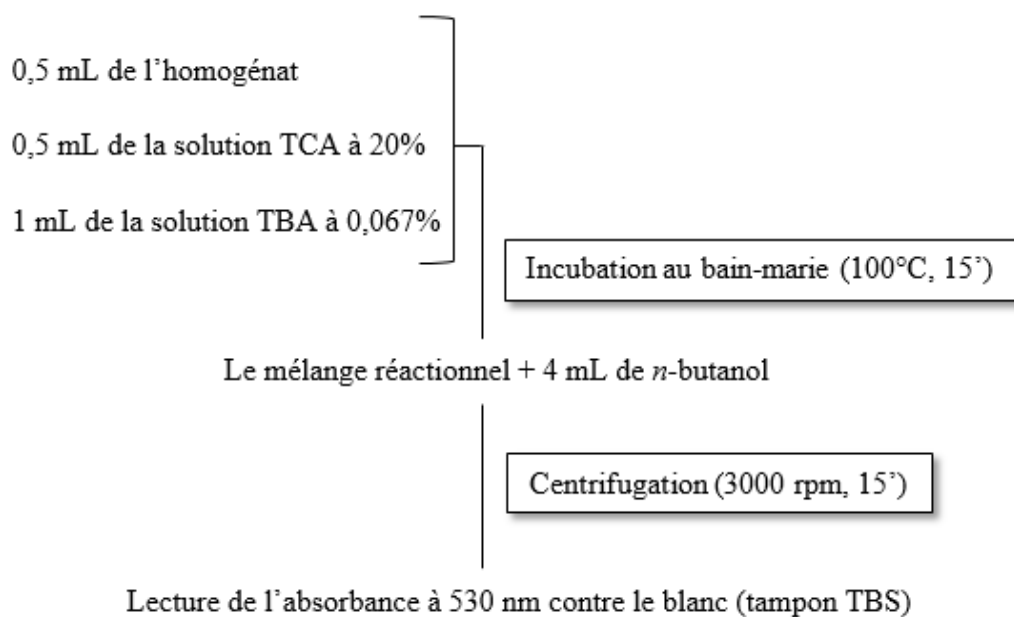 0,5 mL de l’homogénat
0,5 mL de la solution TCA à 20%
1 mL de la solution TBA à 0,067%
Incubation au bain-marie (100°C, 15’)
Le mélange réactionnel + 4 mL de n-butanol
Centrifugation (3000 rpm, 15’)
Lecture de l’absorbance à 530 nm contre le blanc (tampon TBS)